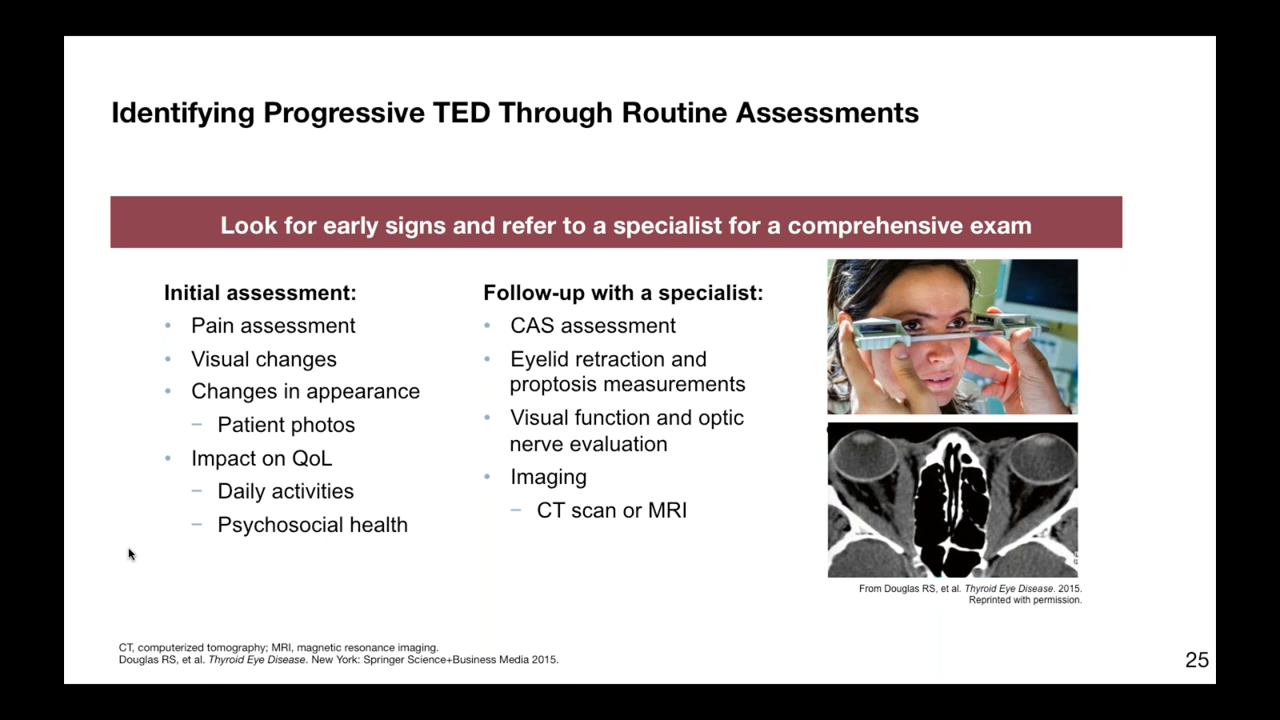 Identifying Progressive TED Through Routine Assessments
Look for early signs and refer to a specialist for a comprehensive exam
Initial assessment:
• Pain assessment
• Visual changes
• Changes in appearance
– Patient photos
• Impact on QoL
– Daily activities
– Psychosocial health
Follow-up with a specialist:
• CAS assessment
• Eyelid retraction and
proptosis measurements
• Visual function and optic
nerve evaluation
• Imaging
– CT scan or MRI
From Douglas RS, et al. Thyroid Eye Disease. 2015.
Reprinted with permission.
CT, computerized tomography; MRI, magnetic resonance imaging.
Douglas RS, et al. Thyroid Eye Disease. New York: Springer Science+Business Media 2015.
25